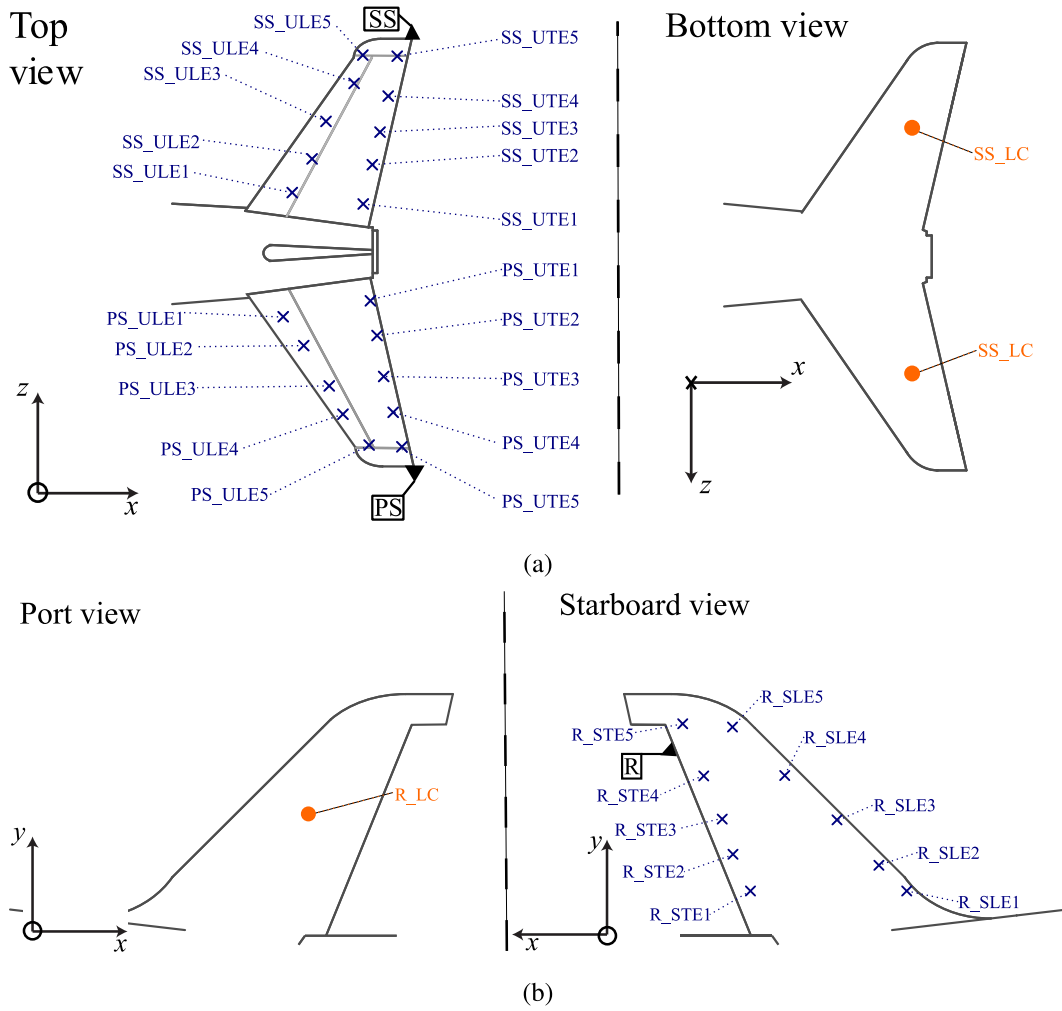 Top
view
SS_ULE5
SS
SS_ULE4
SS_UTE5
SS_ULE3
SS_UTE4
SS_UTE3
SS_ULE2
SS_UTE2
SS_ULE1
SS_UTE1
PS_UTE1
PS_ULE1
PS_UTE2
PS_ULE2
PS_ULE3
PS_UTE3
PS_ULE4
PS_UTE4
PS_ULE5
PS_UTE5
PS
z
x
Bottom view
SS_LC
SS_LC
x
z
(a)
Port view
R_LC
y
x
Starboard view
R_SLE5
R_STE5
R_SLE4
R
R_STE4
R_SLE3
R_STE3
R_SLE2
R_STE2
R_SLE1
R_STE1
y
x
(b)